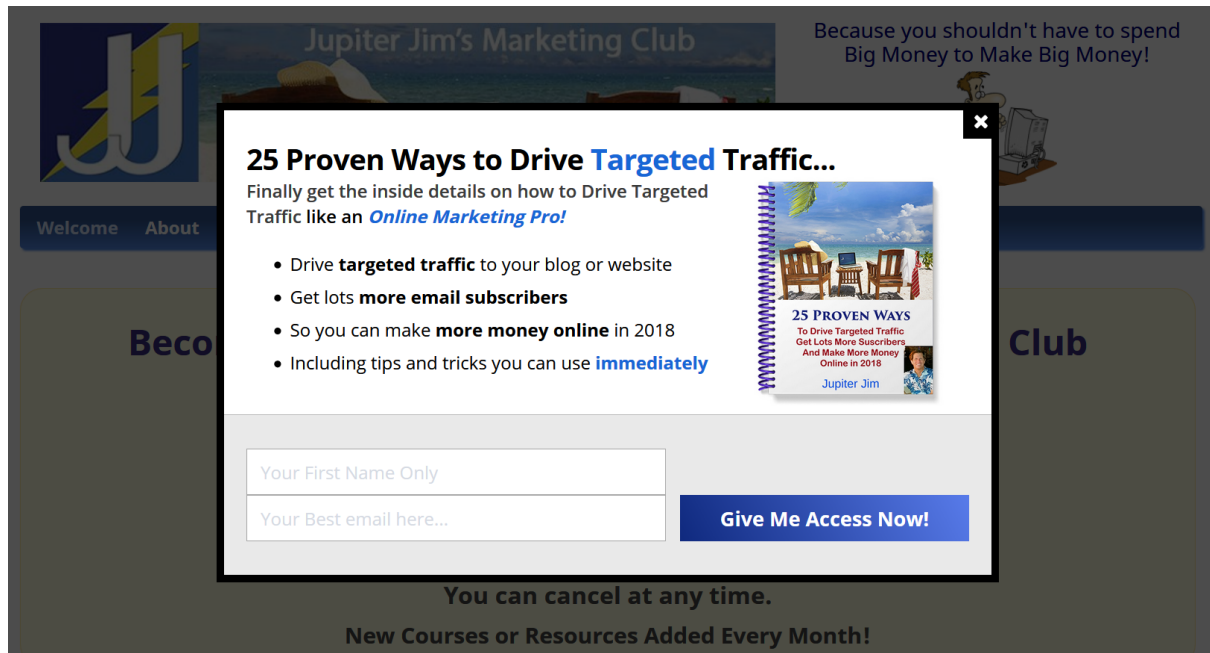 Jupiter Jim's Marketing Club
Because you shouldn't have to spend
Big Money to Make Big Money!
JJ
Welcome About
25 Proven Ways to Drive Targeted Traffic...
Finally get the inside details on how to Drive Targeted
Traffic like an Online Marketing Pro!
Drive targeted traffic to your blog or website
Get lots more email subscribers
So you can make more money online in 2018
Including tips and tricks you can use immediately
25 PROVEN WAYS
To Drive Targeted Traffic
Get Lots More Suscribers
And Make More Money
Online in 2018
Jupiter Jim
Your First Name Only
Your Best email here...
Give Me Access Now!
Beco
Club
You can cancel at any time.
New Courses or Resources Added Every Month!